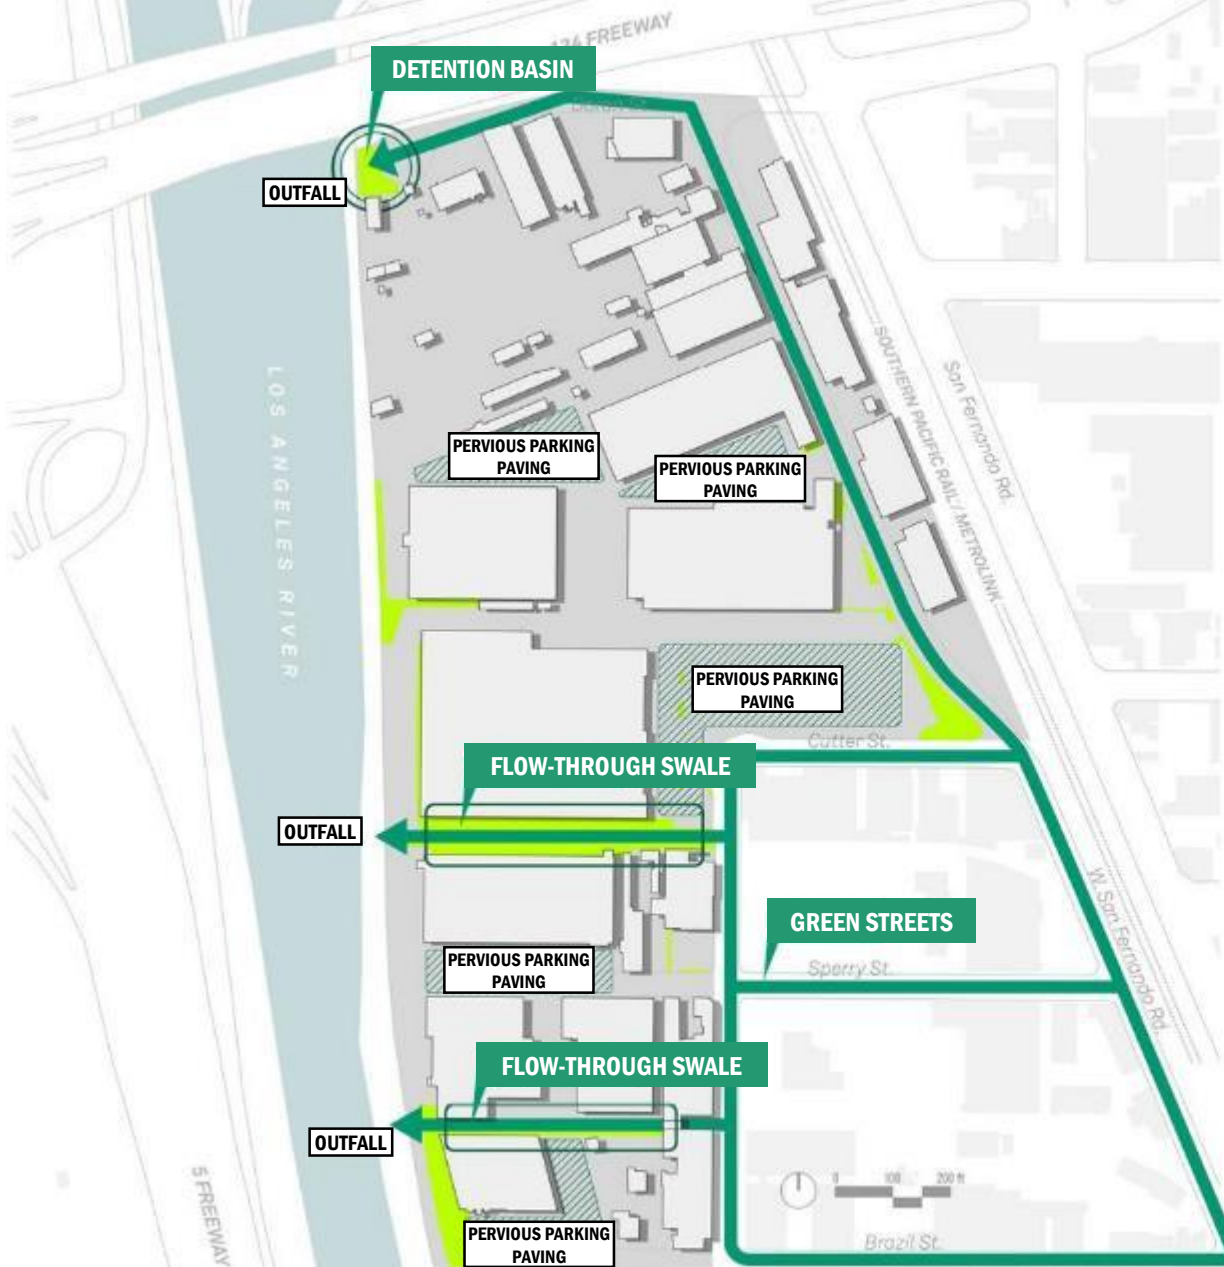 134 FREEWAY
DETENTION BASIN
OUTFALL
LOS ANGELES RIVER
SOUTHERN PACIFIC RAIL / METROLINK
San Fernando Rd.
PERVIOUS PARKING
PAVING
PERVIOUS PARKING
PAVING
PERVIOUS PARKING
PAVING
Cutter St.
FLOW-THROUGH SWALE
OUTFALL
W. San Fernando Rd.
GREEN STREETS
Sperry St.
PERVIOUS PARKING
PAVING
FLOW-THROUGH SWALE
OUTFALL
5 FREEWAY
0 100 200 ft
PERVIOUS PARKING
PAVING
Brazil St.